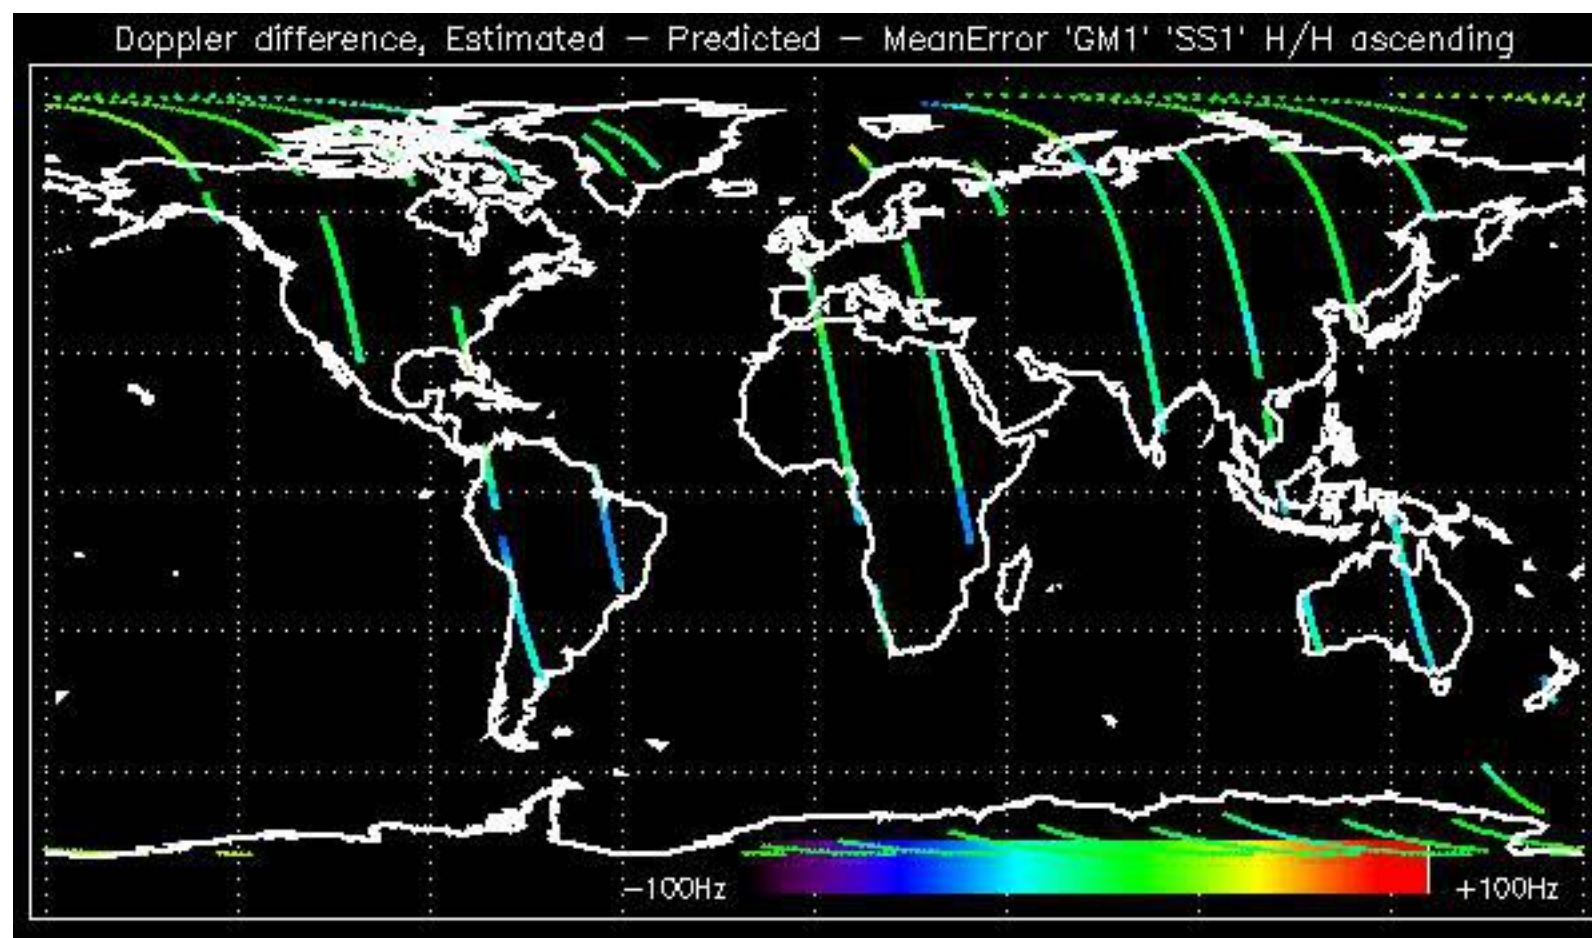 Doppler difference, Estimated – Predicted – MeanError 'GM1' 'SS1' H/H ascending
-100Hz +100Hz